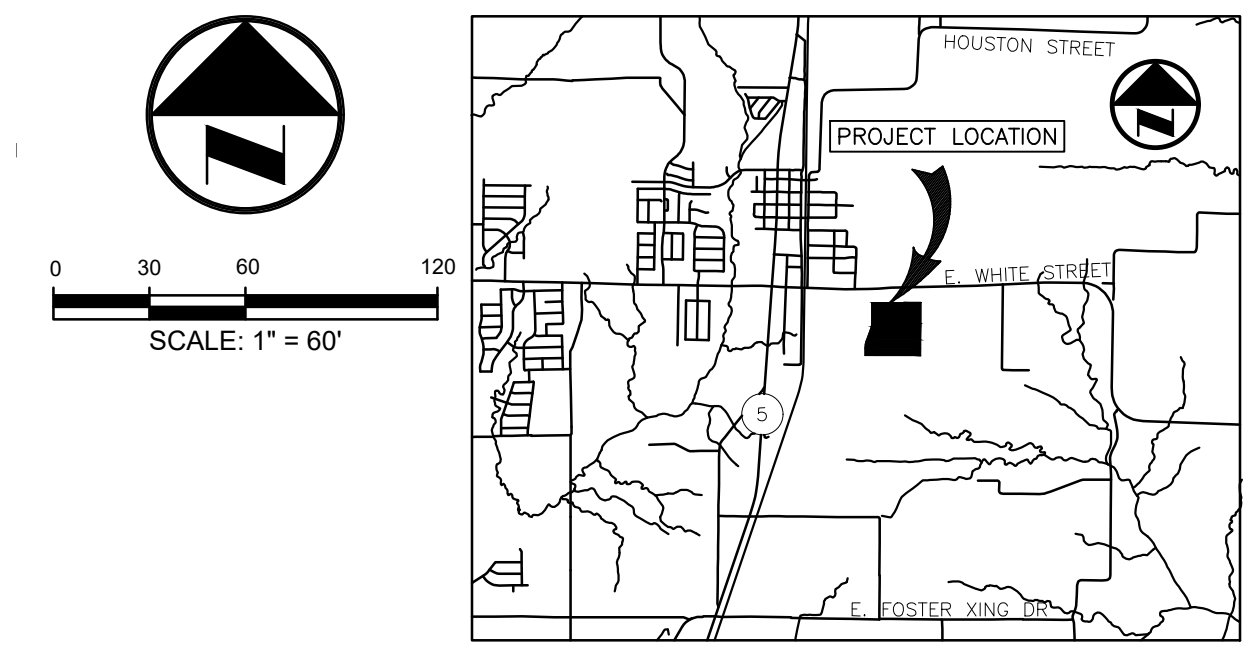 0 30 60 120
SCALE: 1" = 60'
HOUSTON STREET
PROJECT LOCATION
E. WHITE STREET
5
E. FOSTER XING DR